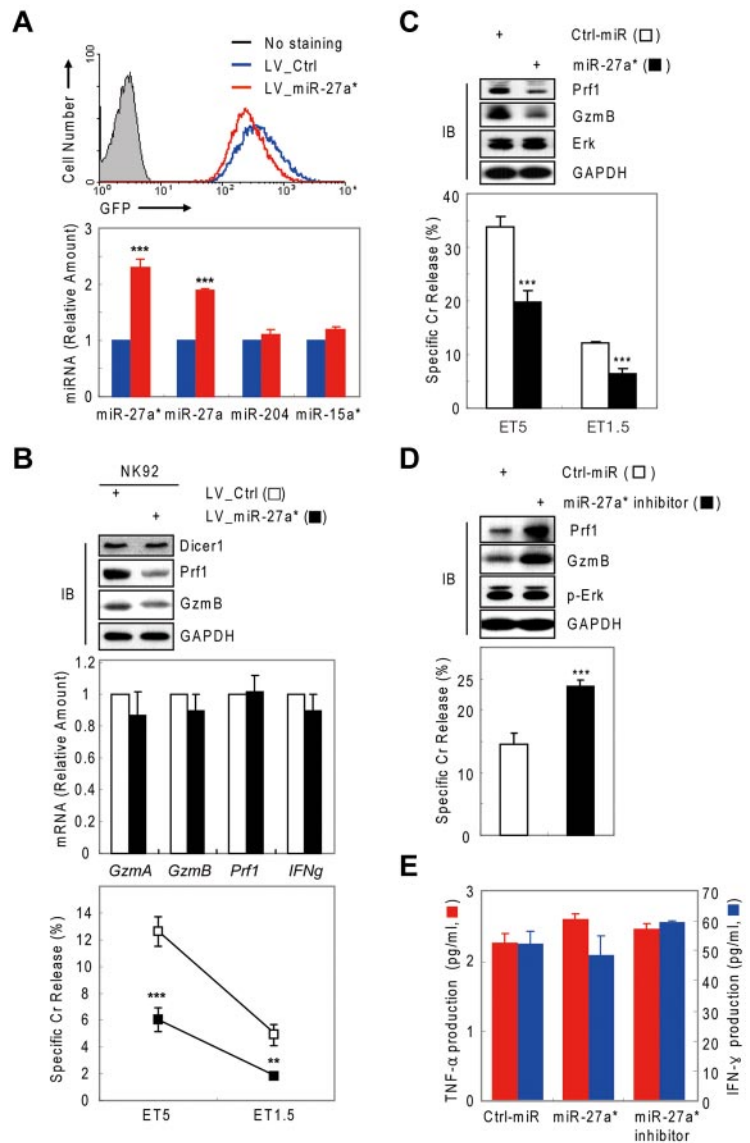 A
No staining
LV_Ctrl
LV_miR-27a*
Cell Number
100
0
10⁰ 10¹ 10² 10³ 10⁴
GFP
miRNA (Relative Amount)
3
2
1
0
*** ***
miR-27a* miR-27a miR-204 miR-15a*
B
NK92
+ LV_Ctrl (□)
+ LV_miR-27a* (■)
IB
Dicer1
Prf1
GzmB
GAPDH
mRNA (Relative Amount)
1.2
1
0.8
0.6
0.4
0.2
0
GzmA GzmB Prf1 IFNg
Specific Cr Release (%)
14
12
10
8
6
4
2
0
***
**
ET5 ET1.5
C
+ Ctrl-miR (□)
+ miR-27a* (■)
IB
Prf1
GzmB
Erk
GAPDH
Specific Cr Release (%)
40
30
20
10
0
***
***
ET5 ET1.5
D
+ Ctrl-miR (□)
+ miR-27a* inhibitor (■)
IB
Prf1
GzmB
p-Erk
GAPDH
Specific Cr Release (%)
25
20
15
10
0
***
E
TNF-α production (pg/ml, ■)
3
2
1
0
70
60
50
40
30
20
10
0
IFN-γ production (pg/ml, ■)
Ctrl-miR miR-27a* miR-27a*
inhibitor